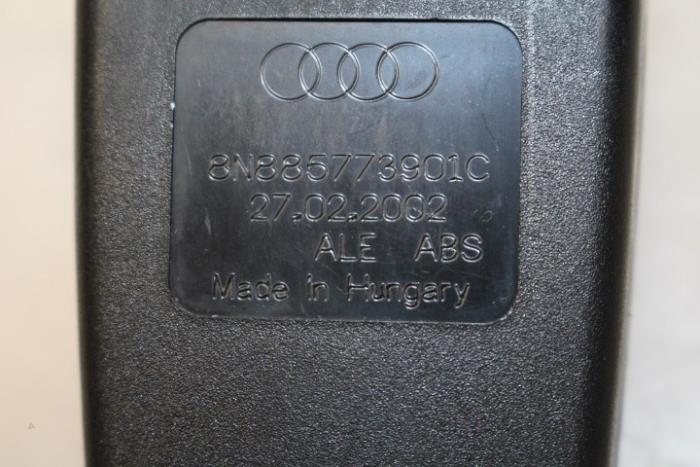 8N885773901C
27.02.2002
ALE ABS
Made in Hungary